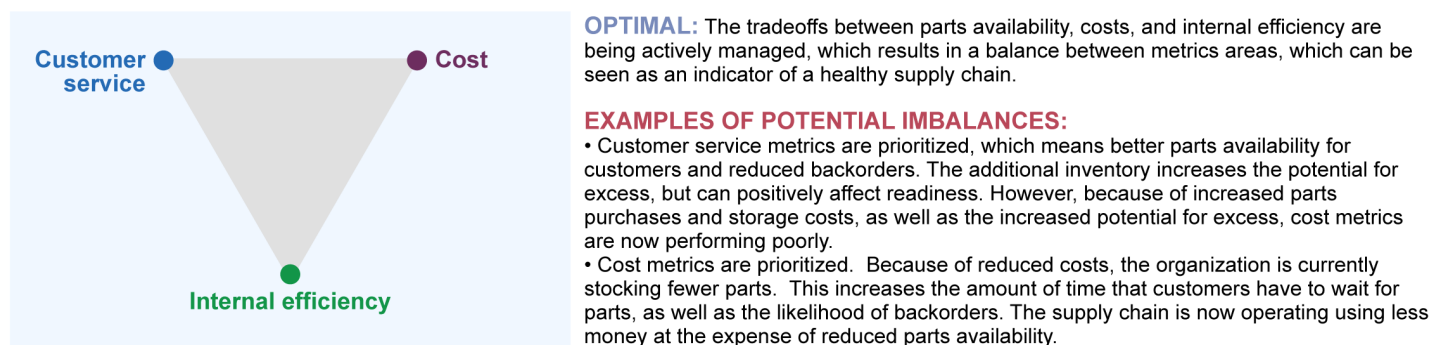 Customer
service
Cost
Internal efficiency
OPTIMAL: The tradeoffs between parts availability, costs, and internal efficiency are
being actively managed, which results in a balance between metrics areas, which can be
seen as an indicator of a healthy supply chain.
EXAMPLES OF POTENTIAL IMBALANCES:
• Customer service metrics are prioritized, which means better parts availability for
customers and reduced backorders. The additional inventory increases the potential for
excess, but can positively affect readiness. However, because of increased parts
purchases and storage costs, as well as the increased potential for excess, cost metrics
are now performing poorly.
• Cost metrics are prioritized.  Because of reduced costs, the organization is currently
stocking fewer parts.  This increases the amount of time that customers have to wait for
parts, as well as the likelihood of backorders. The supply chain is now operating using less
money at the expense of reduced parts availability.